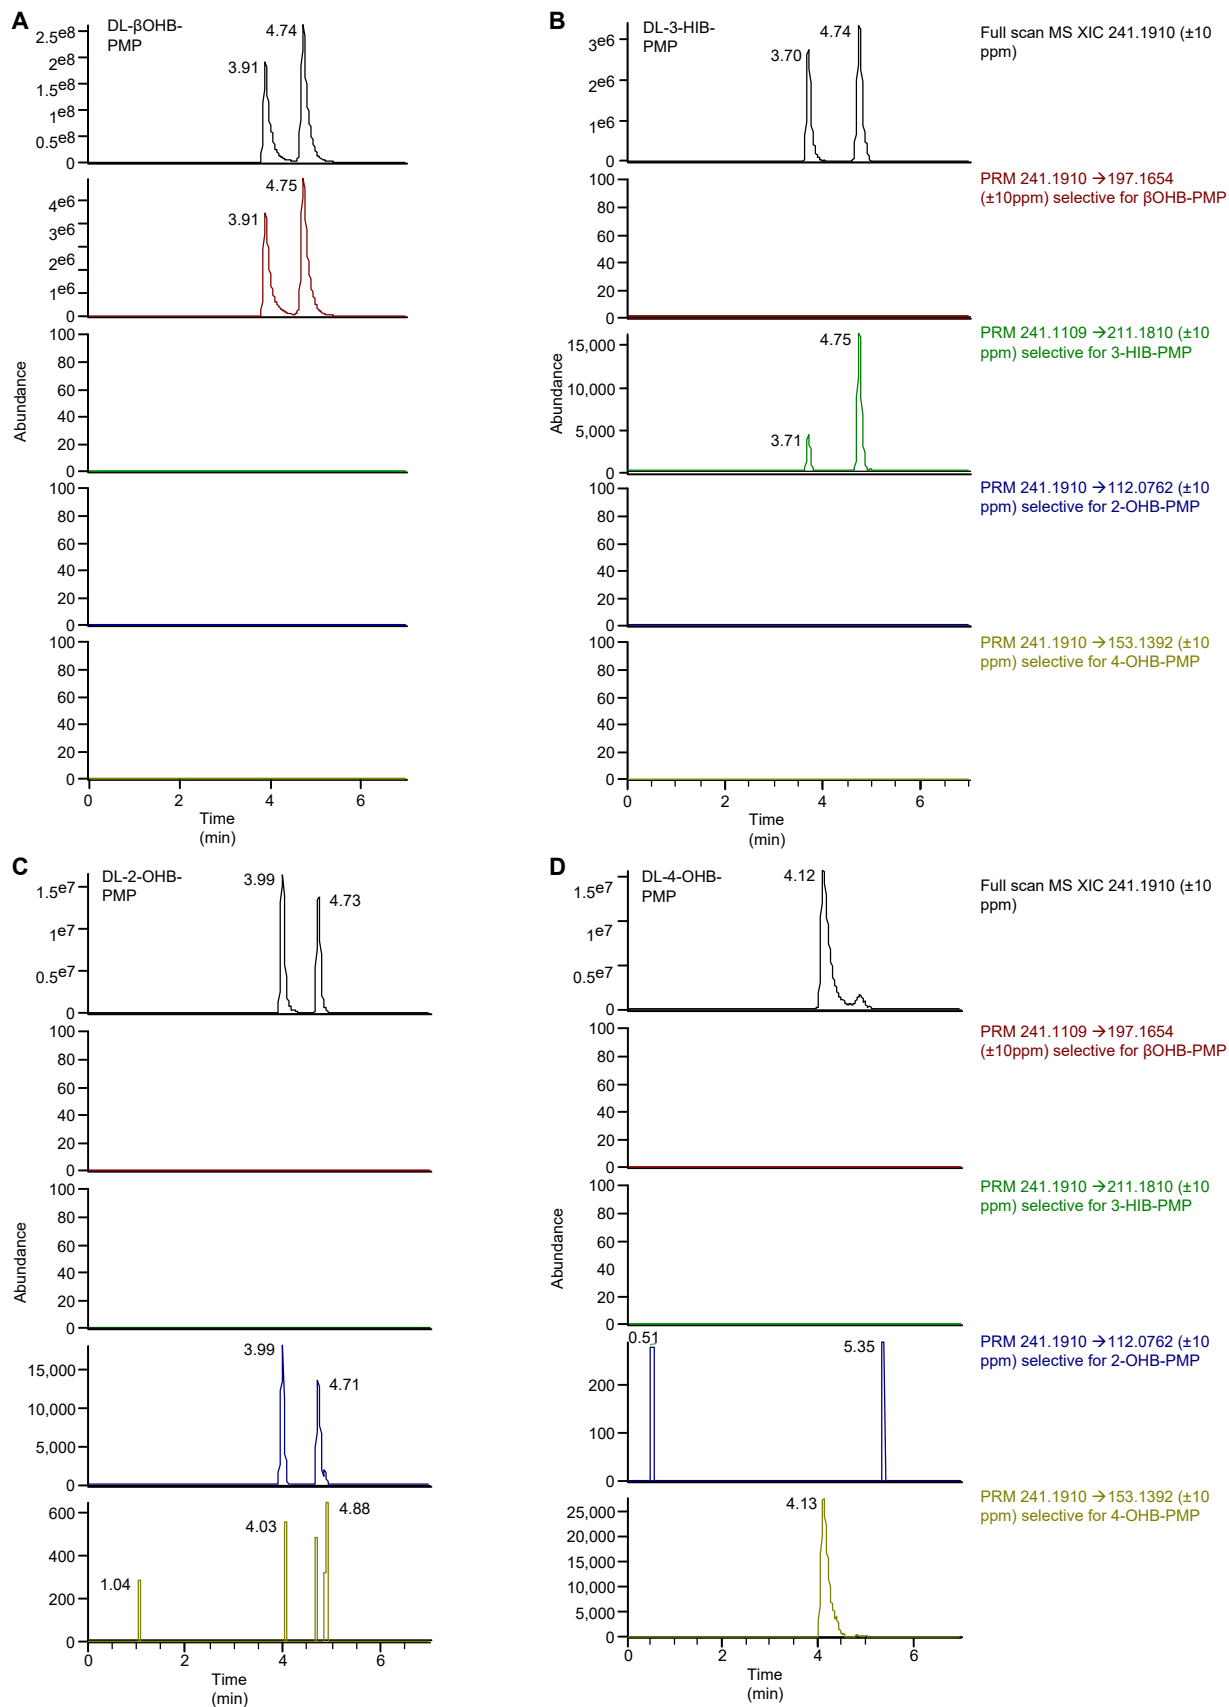 A
DL-βOHB-
PMP
2.5e8
2e8
1.5e8
1e8
0.5e8
0
3.91
4.74
4e6
3e6
2e6
1e6
0
3.91
4.75
Abundance
100
80
60
40
20
0
100
80
60
40
20
0
100
80
60
40
20
0
0 2 4 6
Time
(min)
B
DL-3-HIB-
PMP
3e6
2e6
1e6
0
3.70
4.74
Full scan MS XIC 241.1910 (±10
ppm)
100
80
60
40
20
0
PRM 241.1910 →197.1654
(±10ppm) selective for βOHB-PMP
Abundance
15,000
10,000
5,000
0
3.71
4.75
PRM 241.1109 →211.1810 (±10
ppm) selective for 3-HIB-PMP
100
80
60
40
20
0
PRM 241.1910 →112.0762 (±10
ppm) selective for 2-OHB-PMP
100
80
60
40
20
0
PRM 241.1910 →153.1392 (±10
ppm) selective for 4-OHB-PMP
0 2 4 6
Time
(min)
C
DL-2-OHB-
PMP
1.5e7
1e7
0.5e7
0
3.99
4.73
100
80
60
40
20
0
Abundance
100
80
60
40
20
0
15,000
10,000
5,000
0
3.99
4.71
600
400
200
0
1.04
4.03
4.88
0 2 4 6
Time
(min)
D
DL-4-OHB-
PMP
1.5e7
1e7
0.5e7
0
4.12
Full scan MS XIC 241.1910 (±10
ppm)
100
80
60
40
20
0
PRM 241.1109 →197.1654
(±10ppm) selective for βOHB-PMP
Abundance
100
80
60
40
20
0
PRM 241.1910 →211.1810 (±10
ppm) selective for 3-HIB-PMP
200
100
0
0.51
5.35
PRM 241.1910 →112.0762 (±10
ppm) selective for 2-OHB-PMP
25,000
20,000
15,000
10,000
5,000
0
4.13
PRM 241.1910 →153.1392 (±10
ppm) selective for 4-OHB-PMP
0 2 4 6
Time
(min)